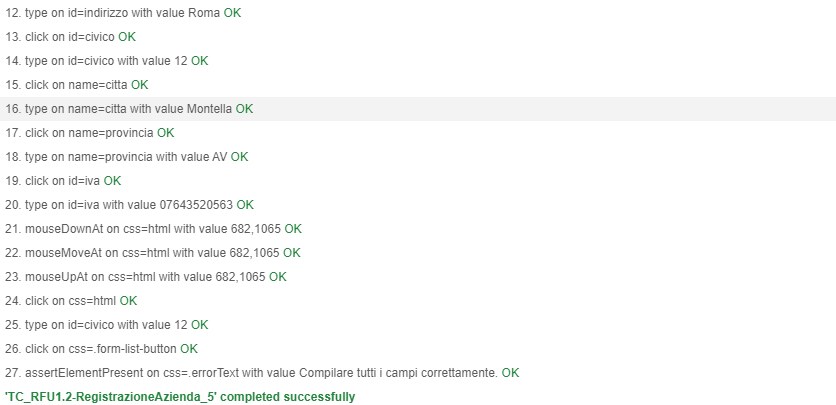 12. type on id=indirizzo with value Roma OK
13. click on id=civico OK
14. type on id=civico with value 12 OK
15. click on name=citta OK
16. type on name=citta with value Montella OK
17. click on name=provincia OK
18. type on name=provincia with value AV OK
19. click on id=iva OK
20. type on id=iva with value 07643520563 OK
21. mouseDownAt on css=html with value 682,1065 OK
22. mouseMoveAt on css=html with value 682,1065 OK
23. mouseUpAt on css=html with value 682,1065 OK
24. click on css=html OK
25. type on id=civico with value 12 OK
26. click on css=.form-list-button OK
27. assertElementPresent on css=.errorText with value Compilare tutti i campi correttamente. OK
'TC_RFU1.2-RegistrazioneAzienda_5' completed successfully